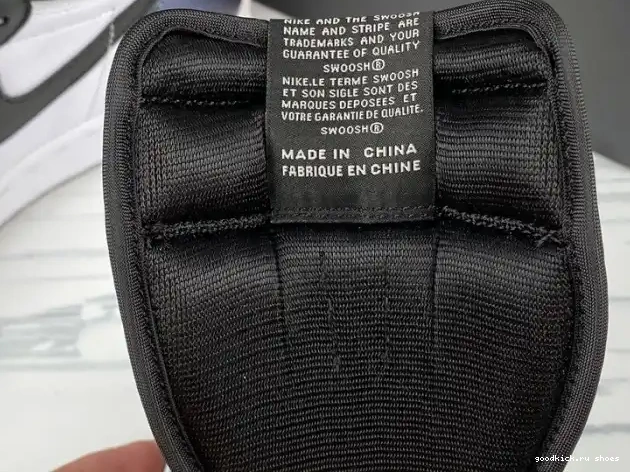 NIKE AND THE SWOOSH
NAME AND STRIPE ARE
TRADEMARKS AND YOUR
GUARANTEE OF QUALITY
SWOOSH®
NIKE.LE TERME SWOOSH
ET SON SIGLE SONT DES
MARQUES DEPOSEES ET
VOTRE GARANTIE DE QUALITE.
SWOOSH®
MADE IN CHINA
FABRIQUE EN CHINE
goodkick.ru shoes